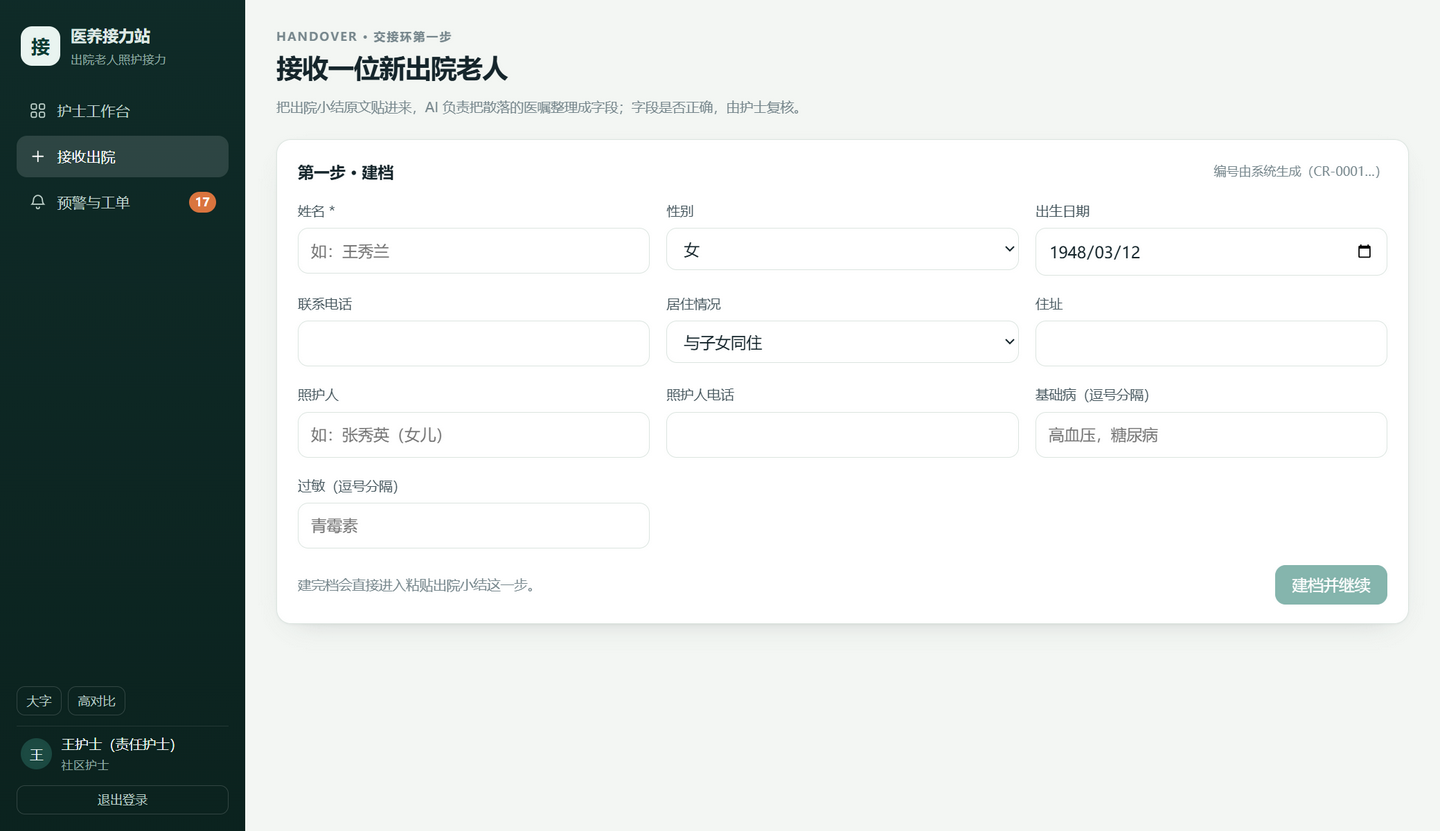 接
医养接力站
出院老人照护接力
护士工作台
接收出院
预警与工单
17
大字
高对比
王
王护士（责任护士）
社区护士
退出登录
HANDOVER • 交接环第一步
接收一位新出院老人
把出院小结原文贴进来，AI 负责把散落的医嘱整理成字段；字段是否正确，由护士复核。
第一步 • 建档
编号由系统生成（CR-0001…）
姓名 *
性别
出生日期
如：王秀兰
女
1948/03/12
联系电话
居住情况
住址
与子女同住
照护人
照护人电话
基础病（逗号分隔）
如：张秀英（女儿）
高血压，糖尿病
过敏（逗号分隔）
青霉素
建完档会直接进入粘贴出院小结这一步。
建档并继续